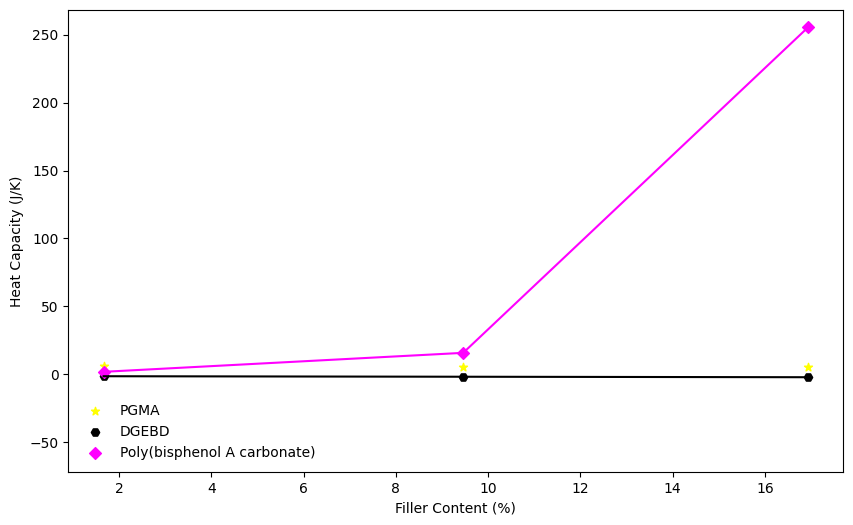 250
200
150
100
50
0
−50
Heat Capacity (J/K)
PGMA
DGEBD
Poly(bisphenol A carbonate)
2 4 6 8 10 12 14 16
Filler Content (%)